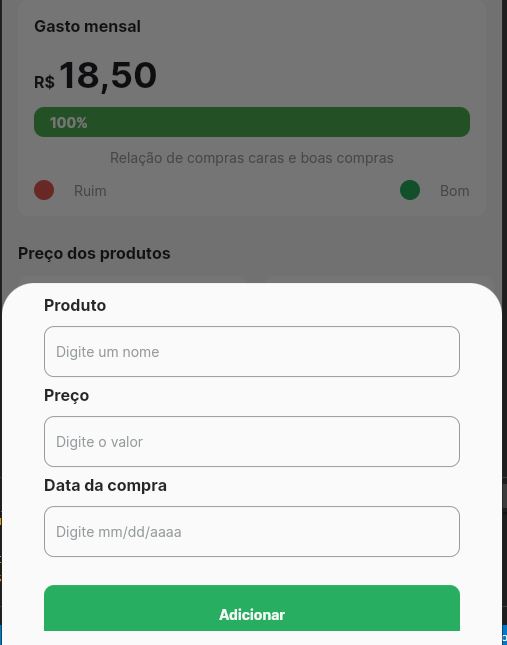 Gasto mensal
R$ 18,50
100%
Relação de compras caras e boas compras
Ruim
Bom
Preço dos produtos
Produto
Digite um nome
Preço
Digite o valor
Data da compra
Digite mm/dd/aaaa
Adicionar